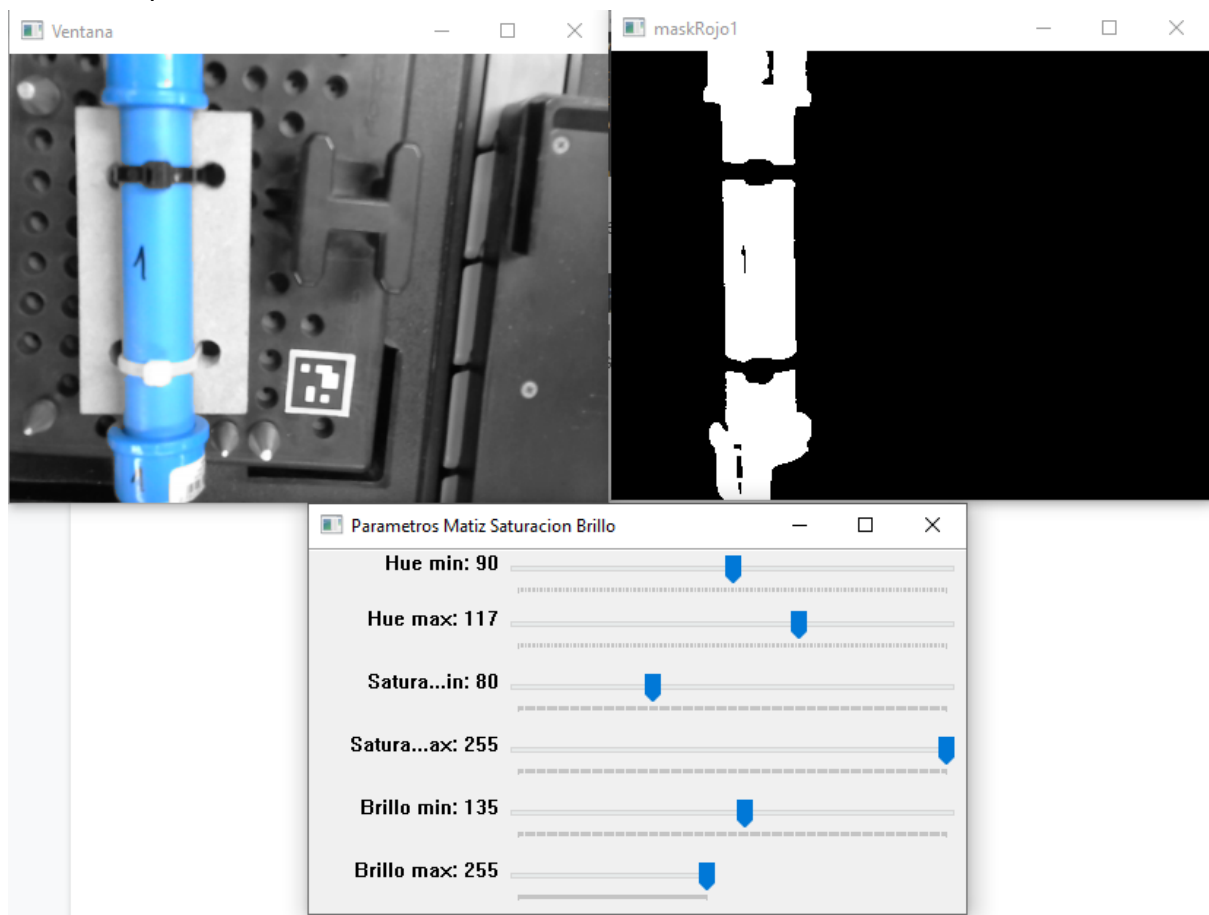 Ventana
maskRojo1
1
1
Parametros Matiz Saturacion Brillo
Hue min: 90
Hue max: 117
Satura...in: 80
Satura...ax: 255
Brillo min: 135
Brillo max: 255